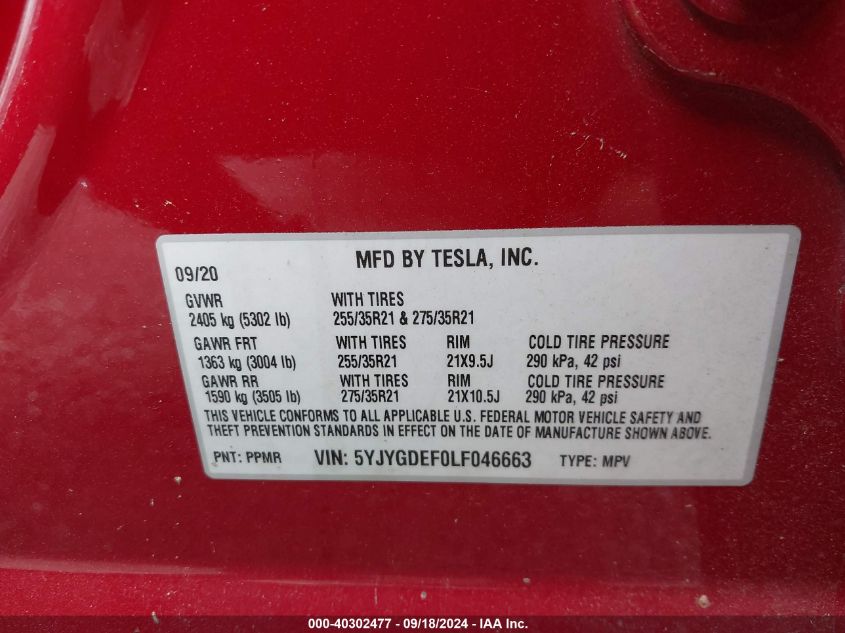 MFD BY TESLA, INC.
09/20
GVWR WITH TIRES
2405 kg (5302 lb) 255/35R21 & 275/35R21
GAWR FRT WITH TIRES RIM COLD TIRE PRESSURE
1363 kg (3004 lb) 255/35R21 21X9.5J 290 kPa, 42 psi
GAWR RR WITH TIRES RIM COLD TIRE PRESSURE
1590 kg (3505 lb) 275/35R21 21X10.5J 290 kPa, 42 psi
THIS VEHICLE CONFORMS TO ALL APPLICABLE U.S. FEDERAL MOTOR VEHICLE SAFETY AND
THEFT PREVENTION STANDARDS IN EFFECT ON THE DATE OF MANUFACTURE SHOWN ABOVE.
PNT: PPMR VIN: 5YJYGDEF0LF046663 TYPE: MPV
000-40302477 - 09/18/2024 - IAA Inc.